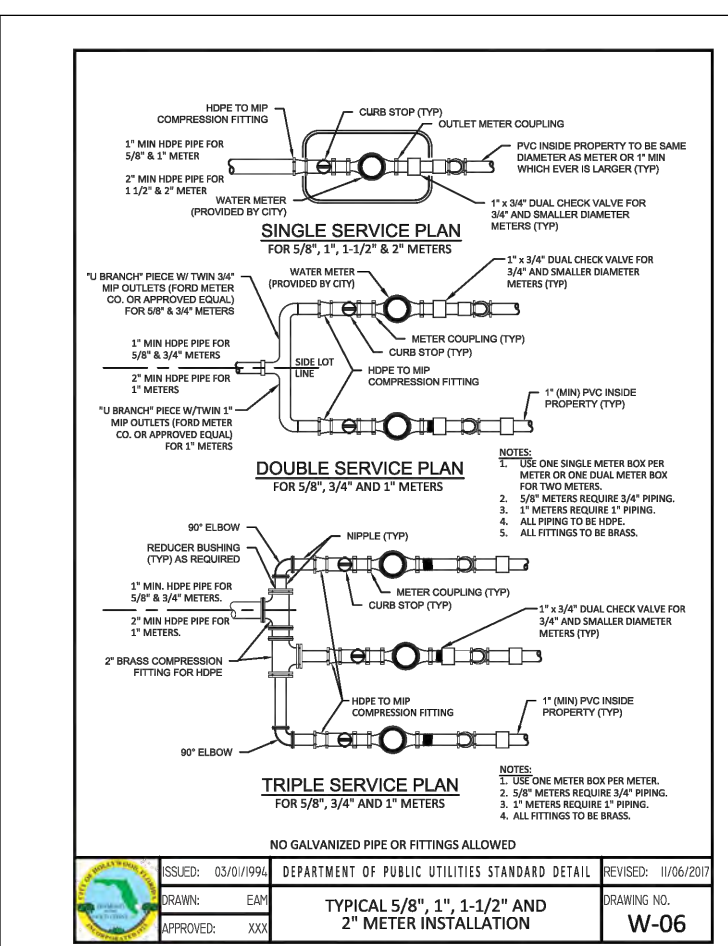 HDPE TO MIP
COMPRESSION FITTING
CURB STOP (TYP)
OUTLET METER COUPLING
1" MIN HDPE PIPE FOR
5/8" & 1" METER
2" MIN HDPE PIPE FOR
1 1/2" & 2" METER
WATER METER
(PROVIDED BY CITY)
PVC INSIDE PROPERTY TO BE SAME
DIAMETER AS METER OR 1" MIN
WHICH EVER IS LARGER (TYP)
1" x 3/4" DUAL CHECK VALVE FOR
3/4" AND SMALLER DIAMETER
METERS (TYP)
SINGLE SERVICE PLAN
FOR 5/8", 1", 1-1/2" & 2" METERS
"U BRANCH" PIECE W/ TWIN 3/4"
MIP OUTLETS (FORD METER
CO. OR APPROVED EQUAL)
FOR 5/8" & 3/4" METERS
WATER METER
(PROVIDED BY CITY)
1" x 3/4" DUAL CHECK VALVE FOR
3/4" AND SMALLER DIAMETER
METERS (TYP)
METER COUPLING (TYP)
CURB STOP (TYP)
1" MIN HDPE PIPE FOR
5/8" & 3/4" METERS
2" MIN HDPE PIPE FOR
1" METERS
SIDE LOT
LINE
HDPE TO MIP
COMPRESSION FITTING
"U BRANCH" PIECE W/TWIN 1"
MIP OUTLETS (FORD METER
CO. OR APPROVED EQUAL)
FOR 1" METERS
1" (MIN) PVC INSIDE
PROPERTY (TYP)
DOUBLE SERVICE PLAN
FOR 5/8", 3/4" AND 1" METERS
NOTES:
1. USE ONE SINGLE METER BOX PER
METER OR ONE DUAL METER BOX
FOR TWO METERS.
2. 5/8" METERS REQUIRE 3/4" PIPING.
3. 1" METERS REQUIRE 1" PIPING.
4. ALL PIPING TO BE HDPE.
5. ALL FITTINGS TO BE BRASS.
90° ELBOW
REDUCER BUSHING
(TYP) AS REQUIRED
NIPPLE (TYP)
1" MIN. HDPE PIPE FOR
5/8" & 3/4" METERS.
2" MIN HDPE PIPE FOR
1" METERS.
METER COUPLING (TYP)
CURB STOP (TYP)
1" x 3/4" DUAL CHECK VALVE FOR
3/4" AND SMALLER DIAMETER
METERS (TYP)
2" BRASS COMPRESSION
FITTING FOR HDPE
HDPE TO MIP
COMPRESSION FITTING
1" (MIN) PVC INSIDE
PROPERTY (TYP)
90° ELBOW
TRIPLE SERVICE PLAN
FOR 5/8", 3/4" AND 1" METERS
NOTES:
1. USE ONE METER BOX PER METER.
2. 5/8" METERS REQUIRE 3/4" PIPING.
3. 1" METERS REQUIRE 1" PIPING.
4. ALL FITTINGS TO BE BRASS.
NO GALVANIZED PIPE OR FITTINGS ALLOWED
CITY OF HOLLYWOOD, FLORIDA
ISSUED: 03/01/1994
DEPARTMENT OF PUBLIC UTILITIES STANDARD DETAIL
REVISED: 11/06/2017
DRAWN: EAM
APPROVED: XXX
TYPICAL 5/8", 1", 1-1/2" AND
2" METER INSTALLATION
DRAWING NO.
W-06